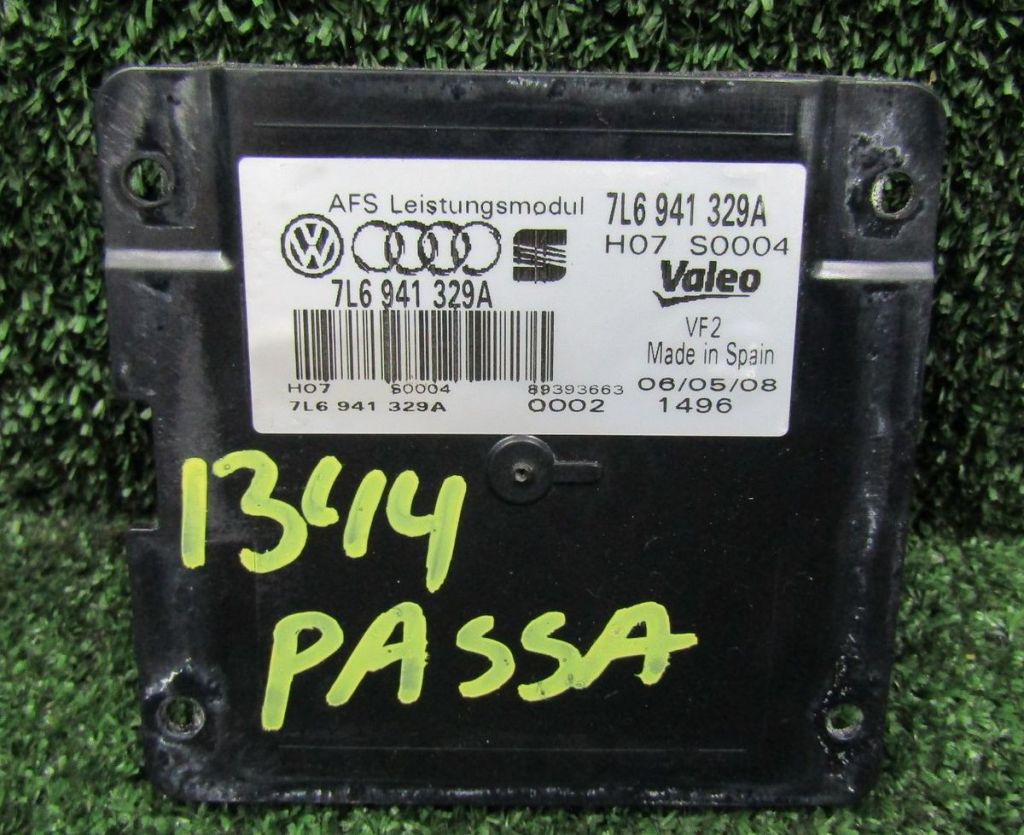 AFS Leistungsmodul 7L6 941 329A
H07 S0004
Valeo
7L6 941 329A
VF2
Made in Spain
H07 S0004 89393663 06/05/08
7L6 941 329A 0002 1496
1344
PASSA